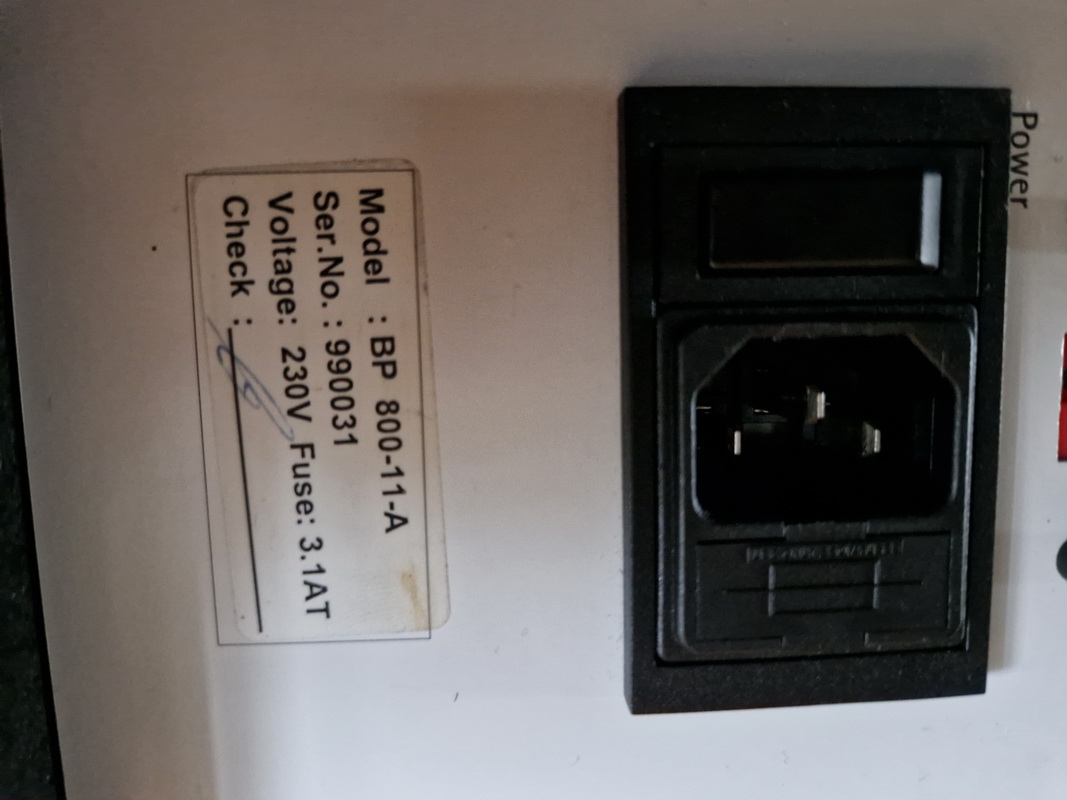 Power
Model : BP 800-11-A
Ser.No. : 990031
Voltage: 230V Fuse: 3.1AT
Check :